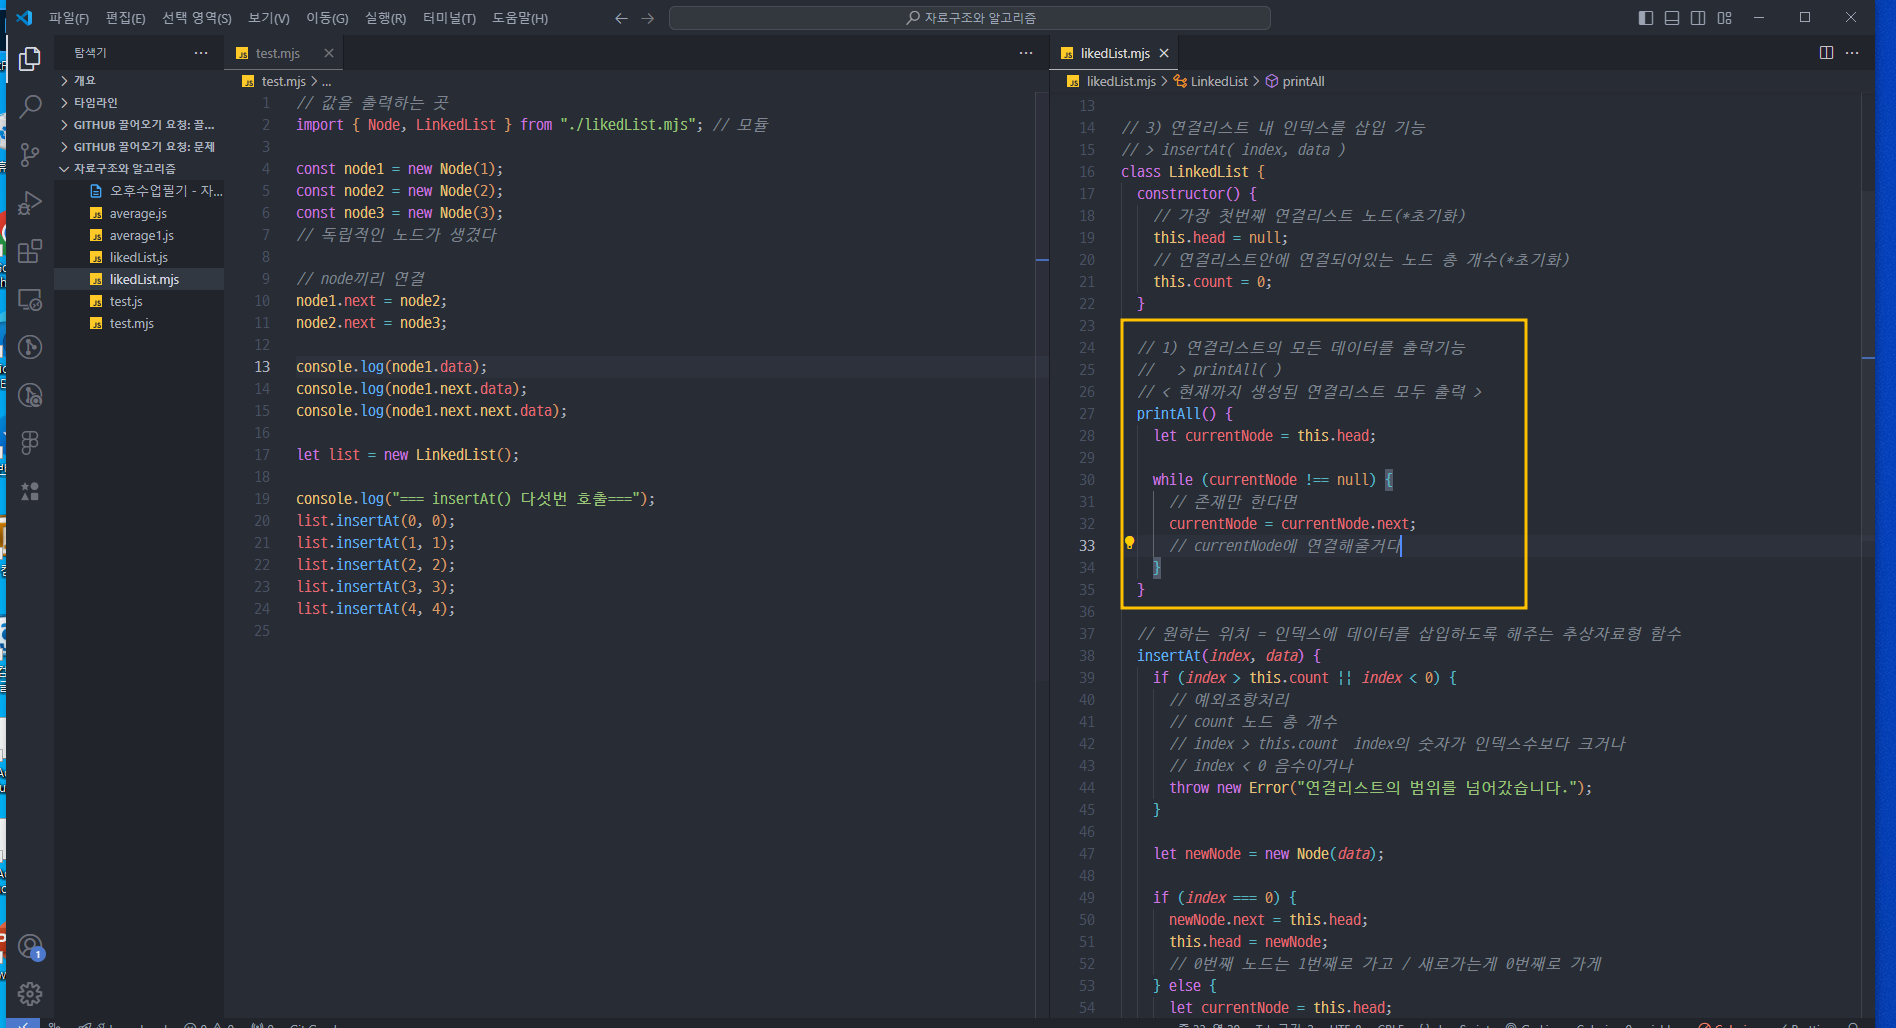 파일(F) 편집(E) 선택 영역(S) 보기(V) 이동(G) 실행(R) 터미널(T) 도움말(H) 자료구조와 알고리즘
탐색기
개요
타임라인
GITHUB 끌어오기 요청: 끌...
GITHUB 끌어오기 요청: 문제
자료구조와 알고리즘
오후수업필기 - 자...
average.js
average1.js
likedList.js
likedList.mjs
test.js
test.mjs
1
test.mjs
test.mjs > ...
1 // 값을 출력하는 곳
2 import { Node, LinkedList } from "./likedList.mjs"; // 모듈
3
4 const node1 = new Node(1);
5 const node2 = new Node(2);
6 const node3 = new Node(3);
7 // 독립적인 노드가 생겼다
8
9 // node끼리 연결
10 node1.next = node2;
11 node2.next = node3;
12
13 console.log(node1.data);
14 console.log(node1.next.data);
15 console.log(node1.next.next.data);
16
17 let list = new LinkedList();
18
19 console.log("=== insertAt() 다섯번 호출===");
20 list.insertAt(0, 0);
21 list.insertAt(1, 1);
22 list.insertAt(2, 2);
23 list.insertAt(3, 3);
24 list.insertAt(4, 4);
25
likedList.mjs
likedList.mjs > LinkedList > printAll
13
14 // 3) 연결리스트 내 인덱스를 삽입 기능
15 // > insertAt( index, data )
16 class LinkedList {
17 constructor() {
18 // 가장 첫번째 연결리스트 노드(*초기화)
19 this.head = null;
20 // 연결리스트안에 연결되어있는 노드 총 개수(*초기화)
21 this.count = 0;
22 }
23
24 // 1) 연결리스트의 모든 데이터를 출력기능
25 // > printAll( )
26 // < 현재까지 생성된 연결리스트 모두 출력 >
27 printAll() {
28 let currentNode = this.head;
29
30 while (currentNode !== null) {
31 // 존재만 한다면
32 currentNode = currentNode.next;
33 // currentNode에 연결해줄거다
34 }
35 }
36
37 // 원하는 위치 = 인덱스에 데이터를 삽입하도록 해주는 추상자료형 함수
38 insertAt(index, data) {
39 if (index > this.count || index < 0) {
40 // 예외조항처리
41 // count 노드 총 개수
42 // index > this.count index의 숫자가 인덱스수보다 크거나
43 // index < 0 음수이거나
44 throw new Error("연결리스트의 범위를 넘어갔습니다.");
45 }
46
47 let newNode = new Node(data);
48
49 if (index === 0) {
50 newNode.next = this.head;
51 this.head = newNode;
52 // 0번째 노드는 1번째로 가고 / 새로가는게 0번째로 가게
53 } else {
54 let currentNode = this.head;